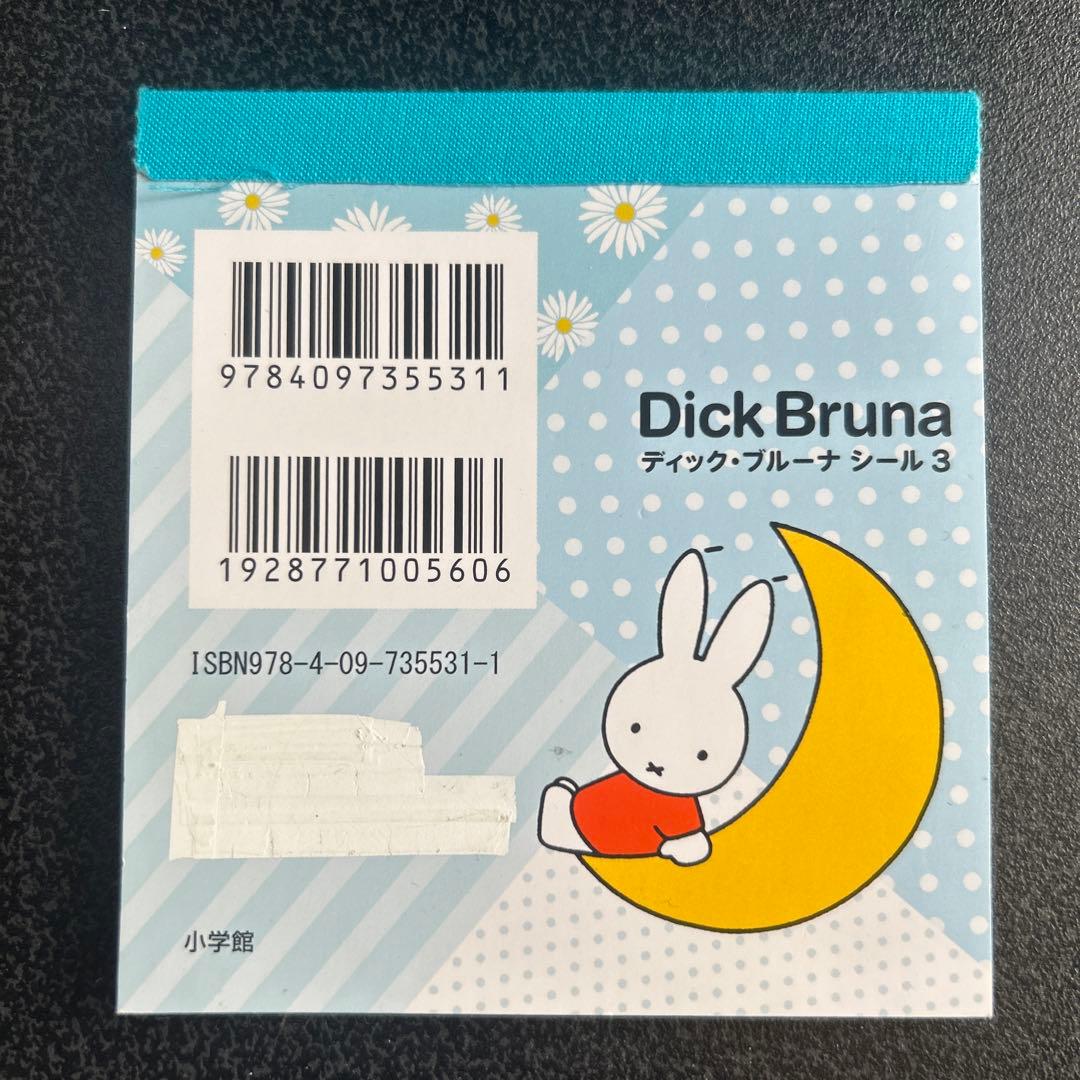 9784097355311
1928771005606
ISBN978-4-09-735531-1
小学館
Dick Bruna
ディック・ブルーナ シール 3